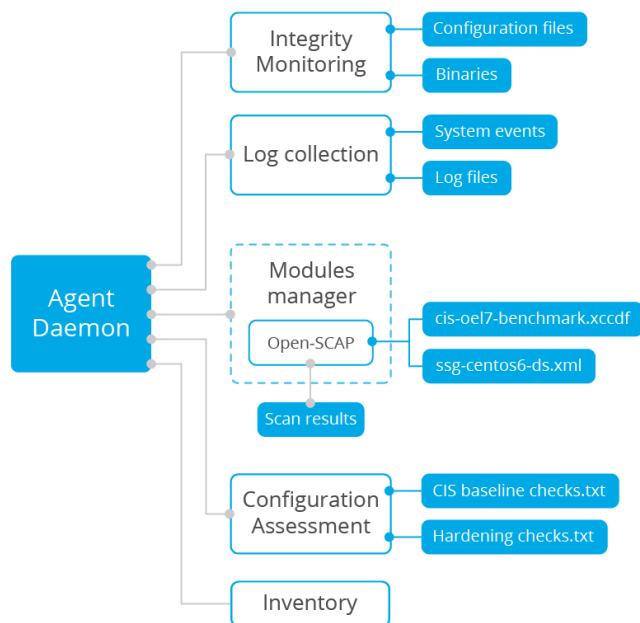 Integrity
Monitoring
Configuration files
Binaries
Log collection
System events
Log files
Agent
Daemon
Modules
manager
Open-SCAP
cis-oel7-benchmark.xccdf
ssg-centos6-ds.xml
Scan results
Configuration
Assessment
CIS baseline checks.txt
Hardening checks.txt
Inventory